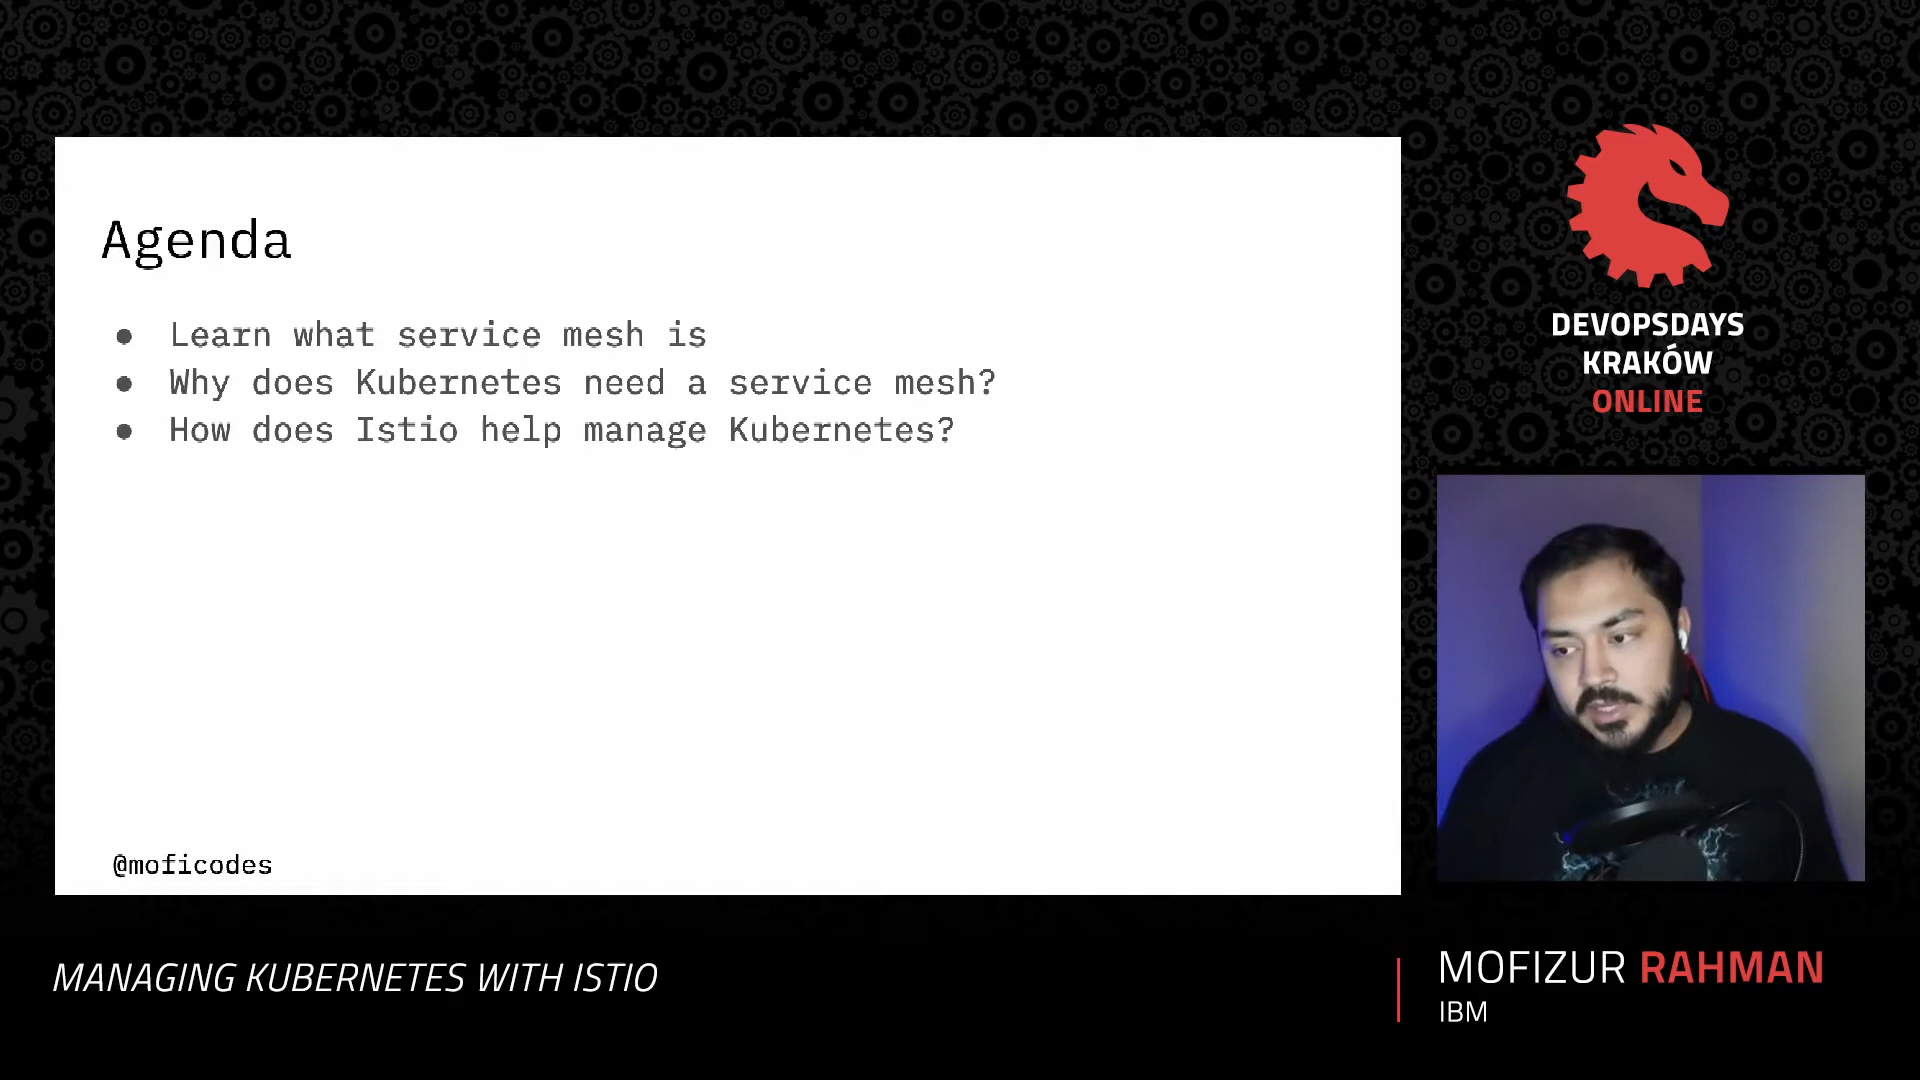 Agenda
● Learn what service mesh is
● Why does Kubernetes need a service mesh?
● How does Istio help manage Kubernetes?
@moficodes
DEVOPSDAYS
KRAKÓW
ONLINE
MANAGING KUBERNETES WITH ISTIO
MOFIZUR RAHMAN
IBM